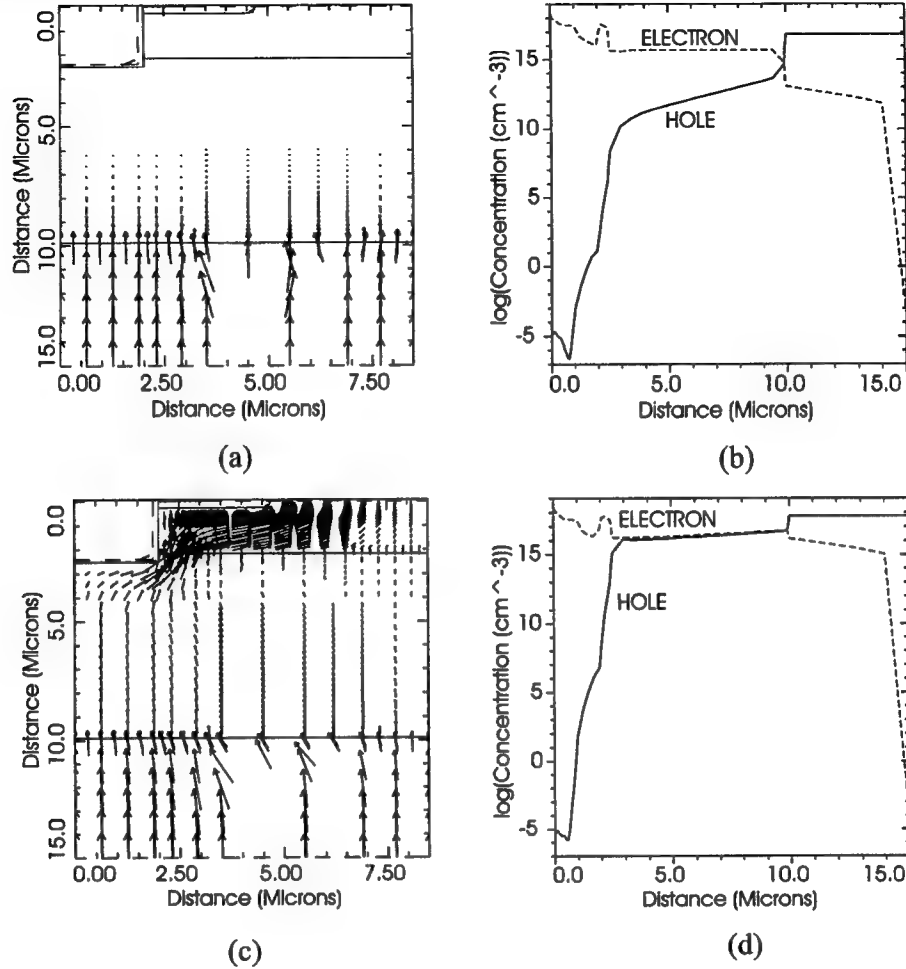 0.0
5.0
10.0
15.0
Distance (Microns)
0.00
2.50
5.00
7.50
Distance (Microns)
(a)
15
10
5
0
-5
log(Concentration (cm^-3))
ELECTRON
HOLE
0.0
5.0
10.0
15.0
Distance (Microns)
(b)
0.0
5.0
10.0
15.0
Distance (Microns)
0.00
2.50
5.00
7.50
Distance (Microns)
(c)
15
10
5
0
-5
log(Concentration (cm^-3))
ELECTRON
HOLE
0.0
5.0
10.0
15.0
Distance (Microns)
(d)